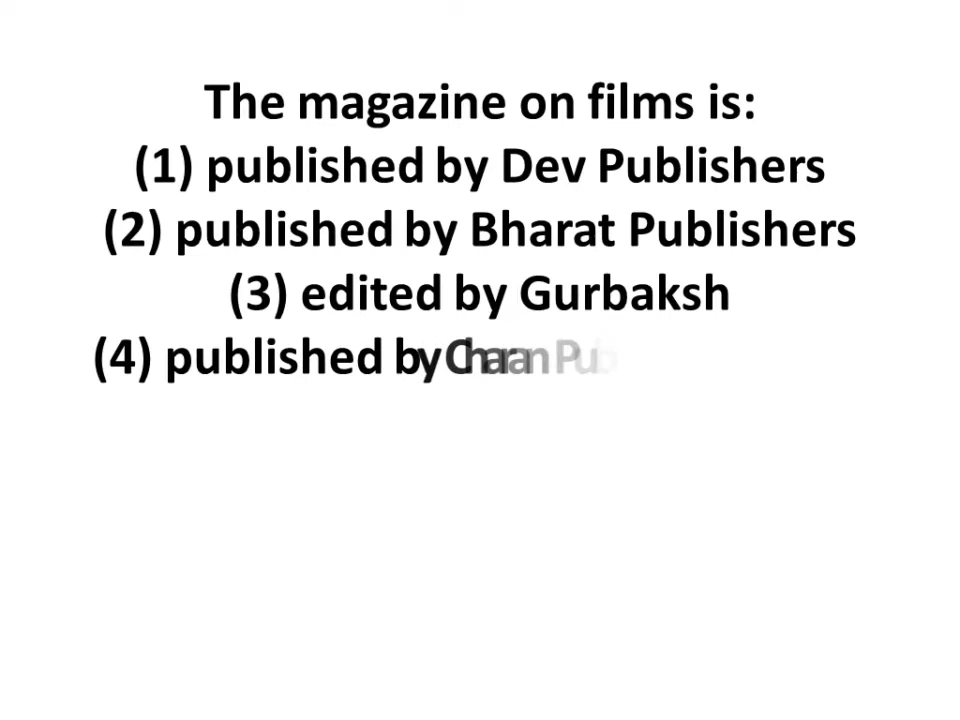 The magazine on films is:
(1) published by Dev Publishers
(2) published by Bharat Publishers
(3) edited by Gurbaksh
(4) published by